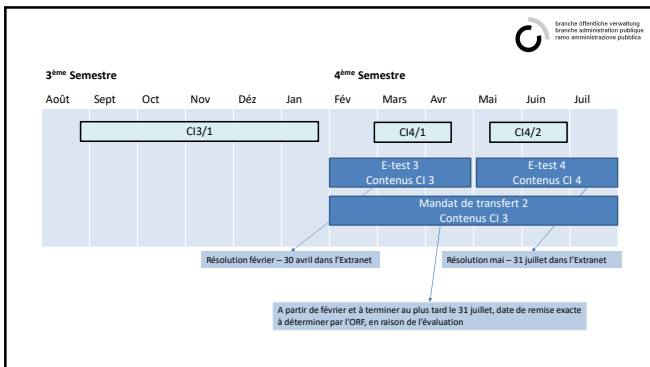 branche öffentliche verwaltung
branche administration publique
ramo amministrazione pubblica
3ème Semestre
4ème Semestre
Août Sept Oct Nov Déz Jan Fév Mars Avr Mai Juin Juil
CI3/1
CI4/1
CI4/2
E-test 3
Contenus CI 3
E-test 4
Contenus CI 4
Mandat de transfert 2
Contenus CI 3
Résolution février – 30 avril dans l'Extranet
Résolution mai – 31 juillet dans l'Extranet
A partir de février et à terminer au plus tard le 31 juillet, date de remise exacte
à déterminer par l'ORF, en raison de l'évaluation